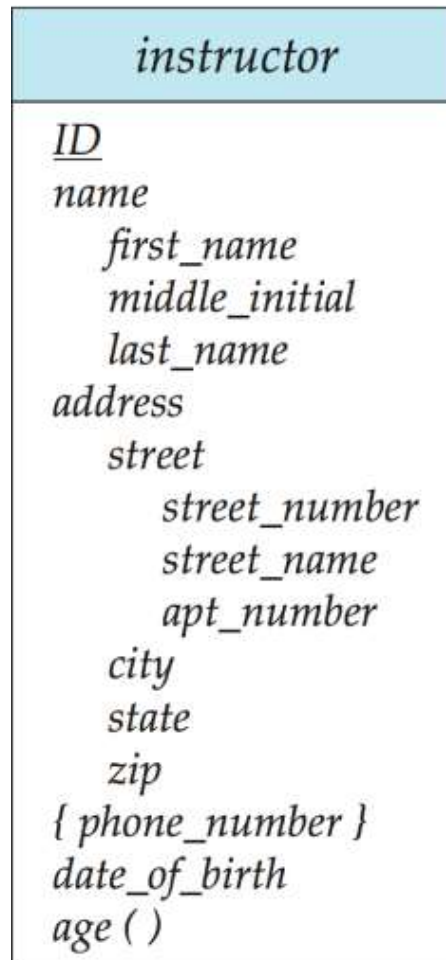 instructor
ID
name
first_name
middle_initial
last_name
address
street
street_number
street_name
apt_number
city
state
zip
{ phone_number }
date_of_birth
age ( )